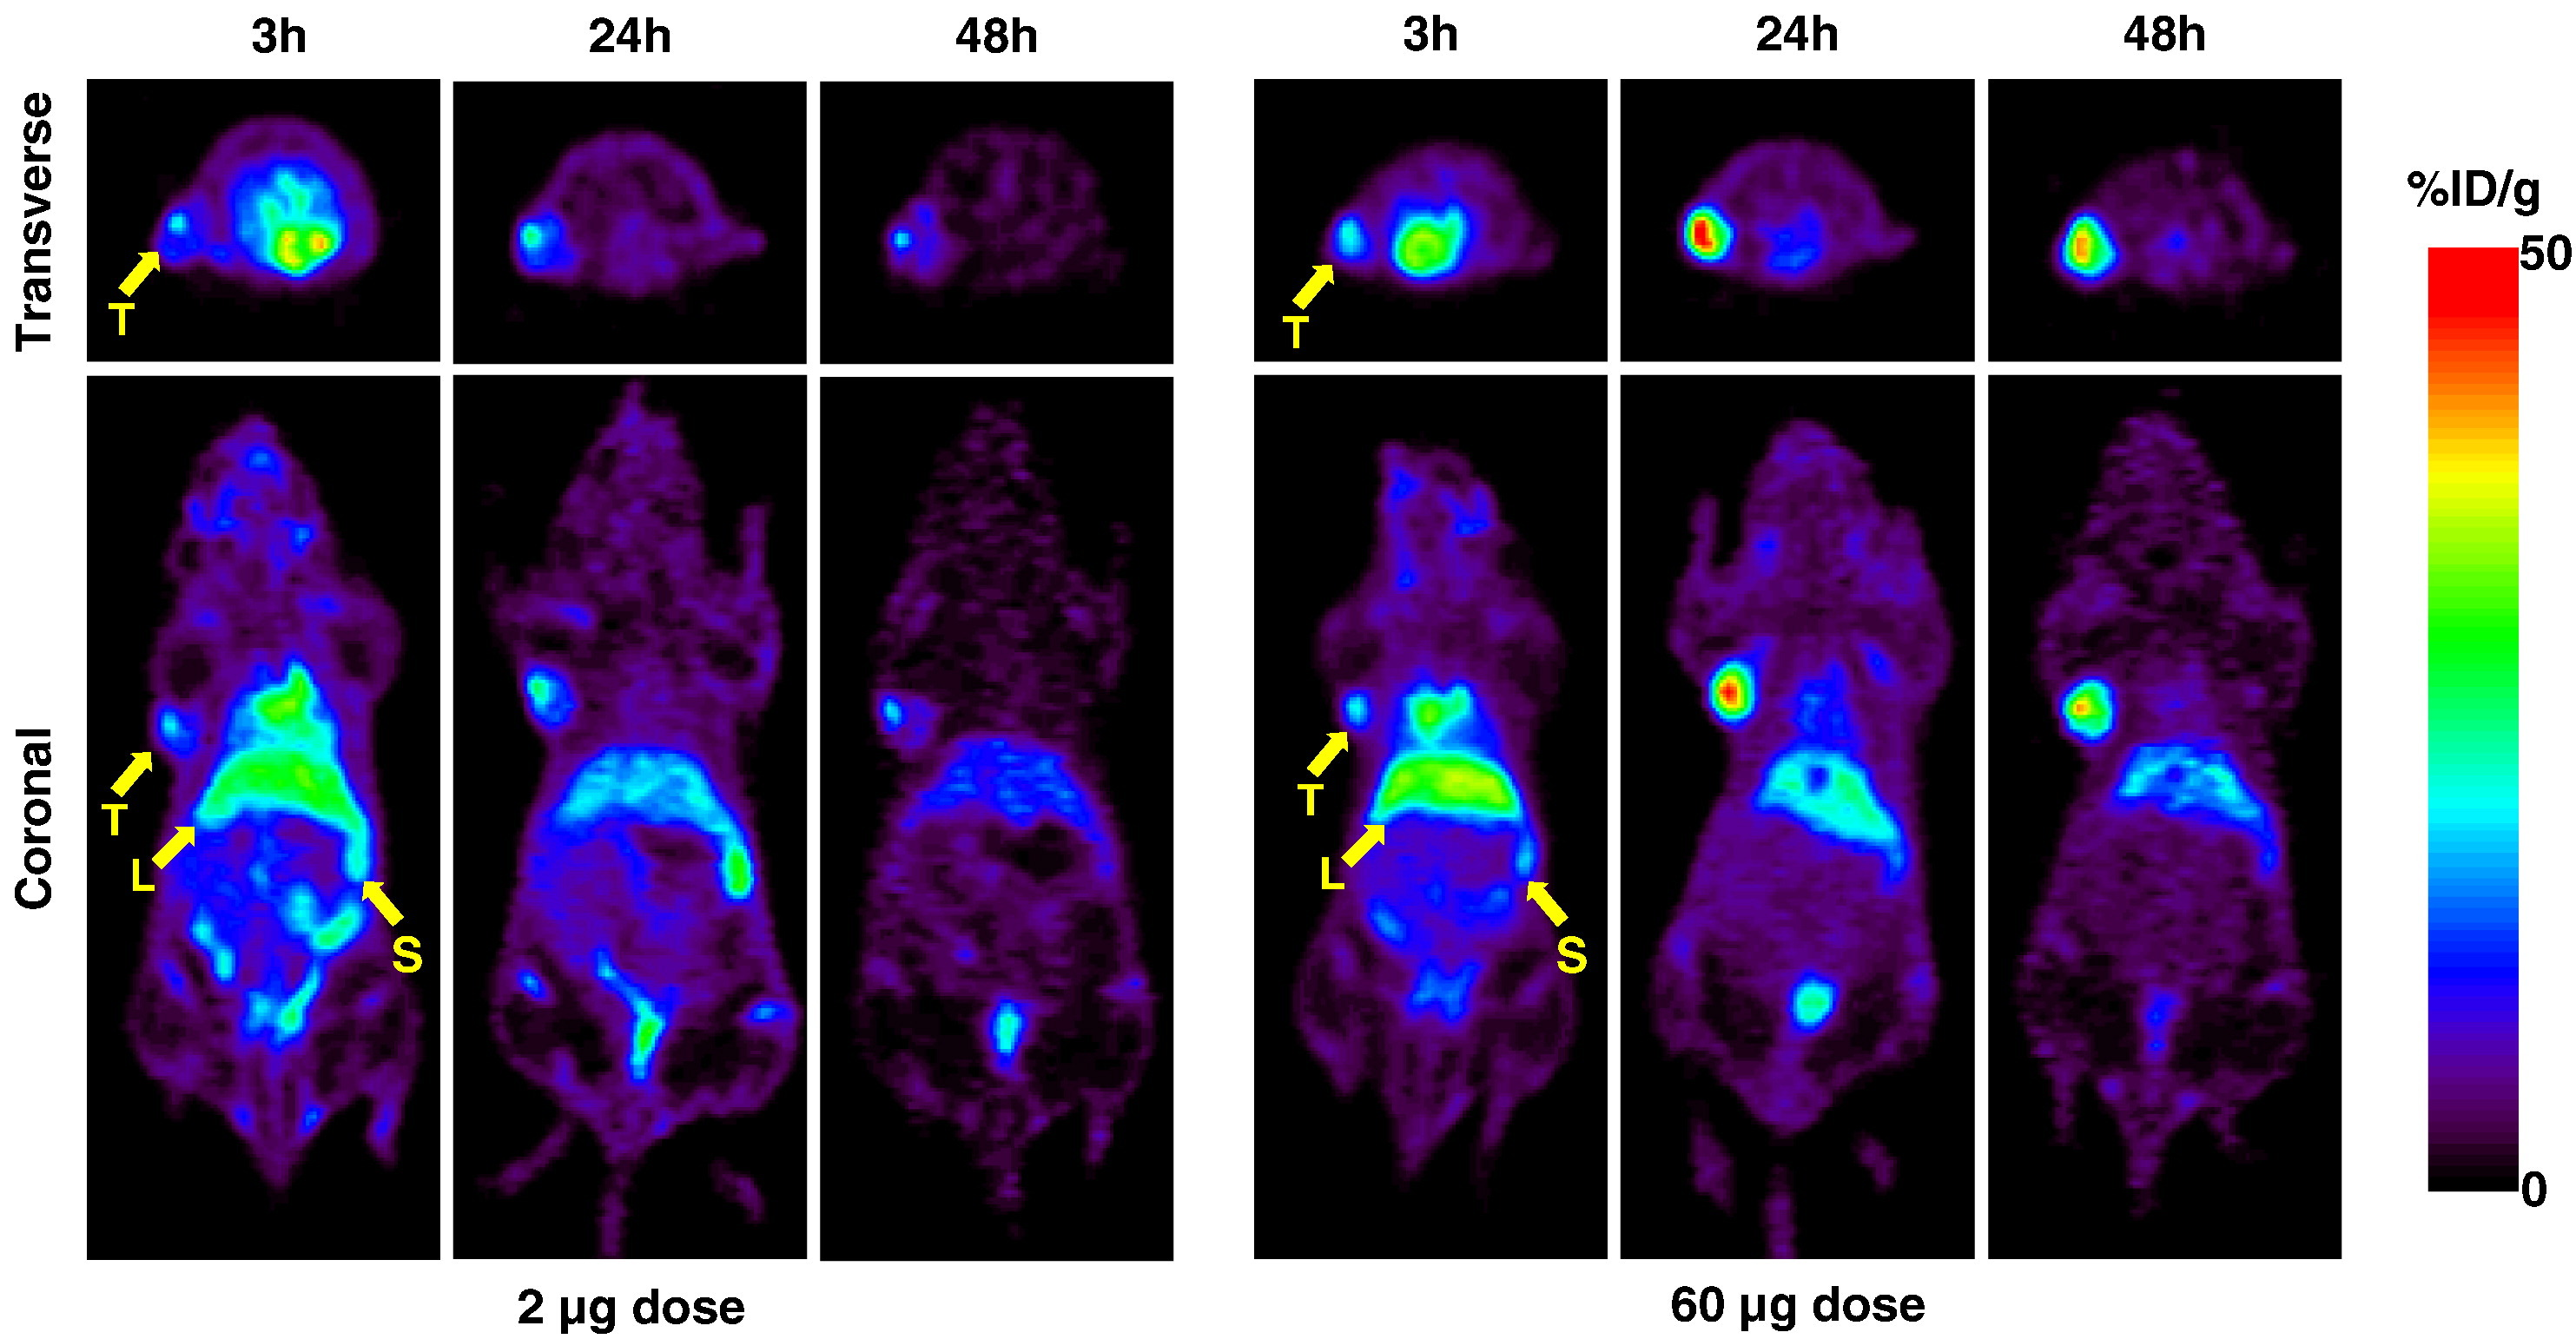 3h 24h 48h 3h 24h 48h
Transverse
T
T
%ID/g
50
Coronal
T
L
S
T
L
S
0
2 µg dose
60 µg dose